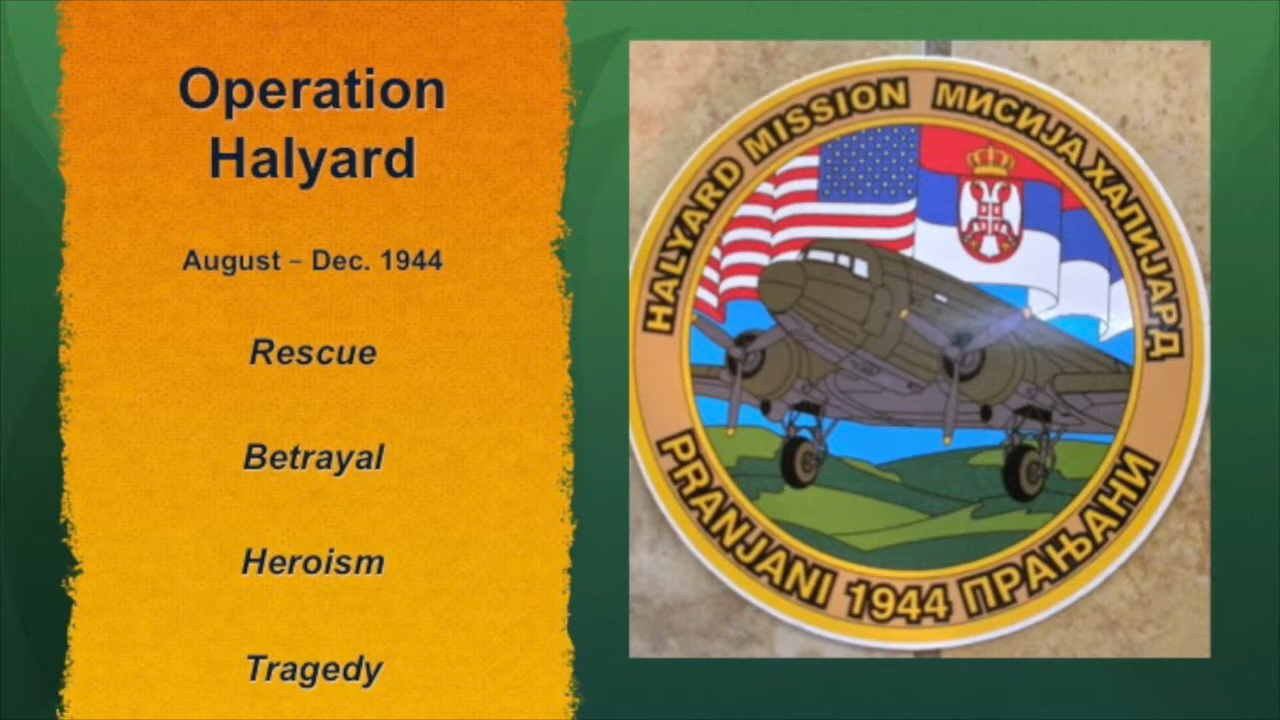 Operation
Halyard
August – Dec. 1944
Rescue
Betrayal
Heroism
Tragedy
HALYARD MISSION МИСИЈА ХАЛИЈАРД
PRANJANI 1944 ПРАЊАНИ